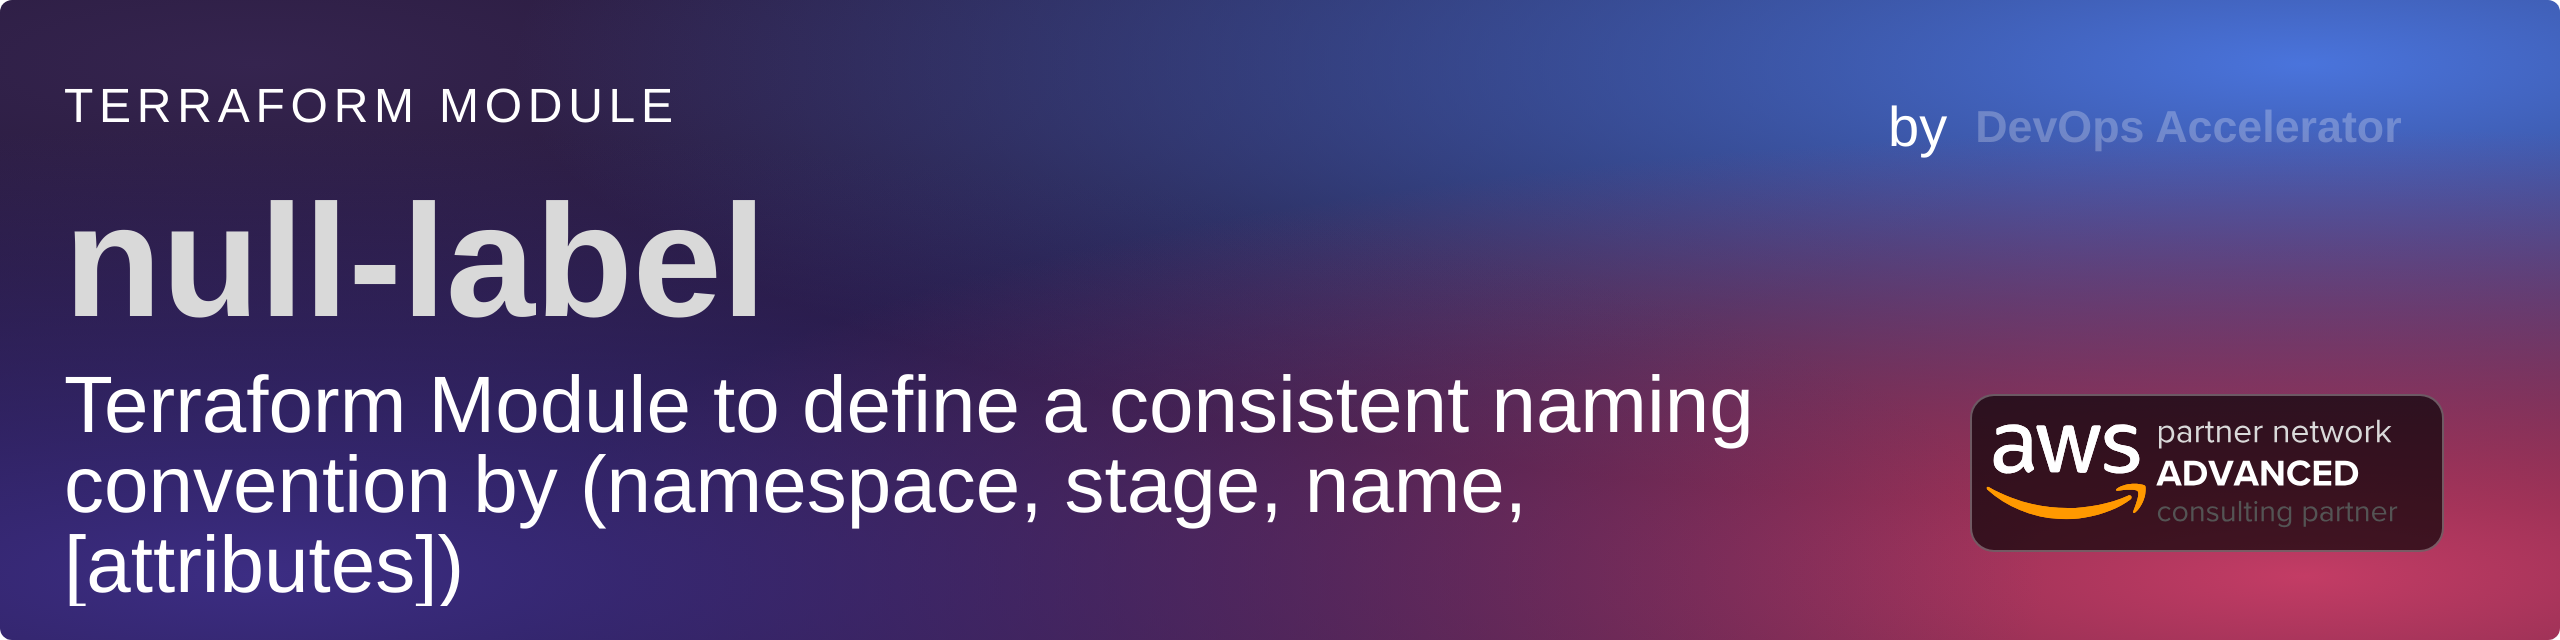 TERRAFORM MODULE
by DevOps Accelerator
null-label
Terraform Module to define a consistent naming
convention by (namespace, stage, name,
[attributes])
aws
partner network
ADVANCED
consulting partner